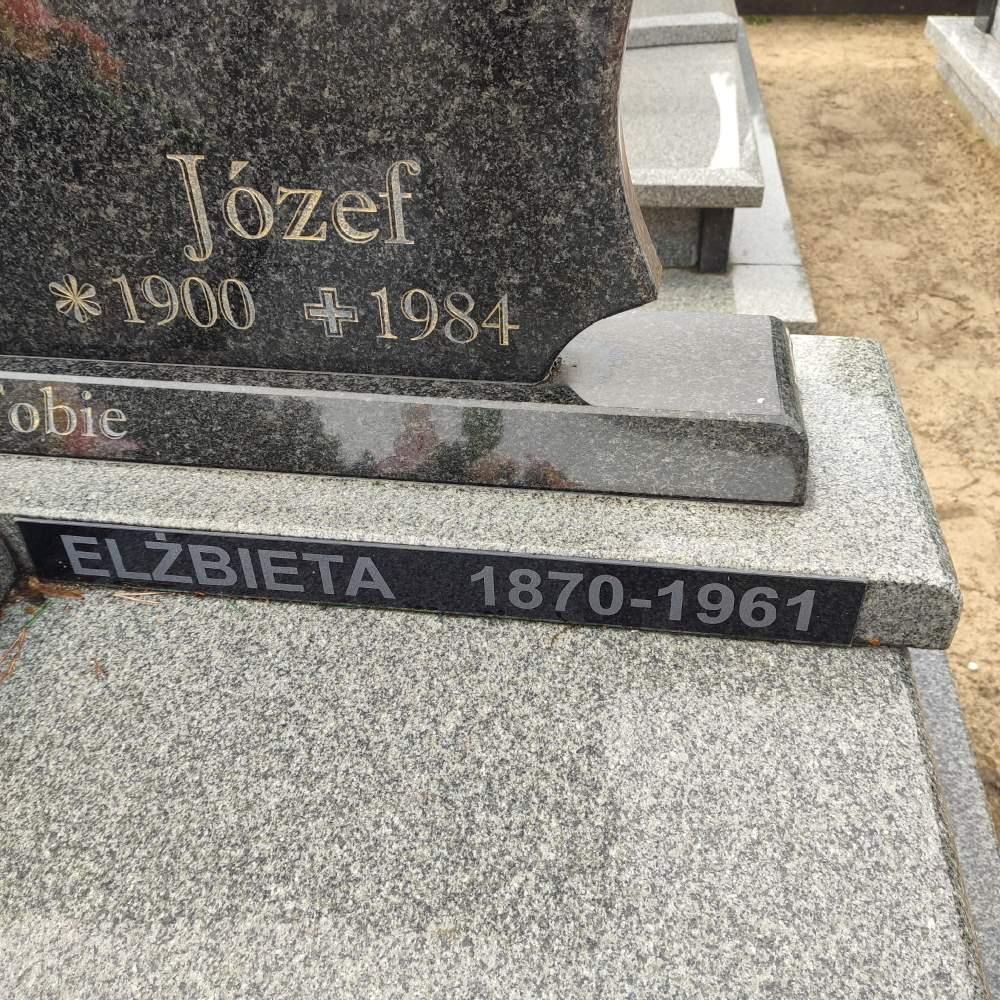 Józef
* 1900 ✝ 1984
Tobie
ELŻBIETA 1870-1961